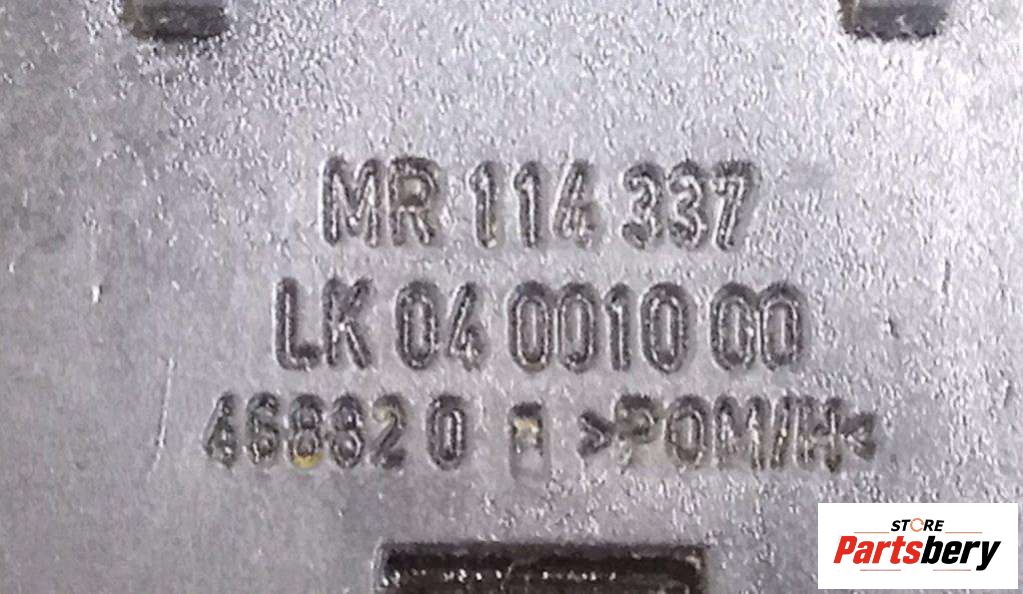 MR 114 337
LK 04 0010 00
>POM/H<
STORE
Partsbery